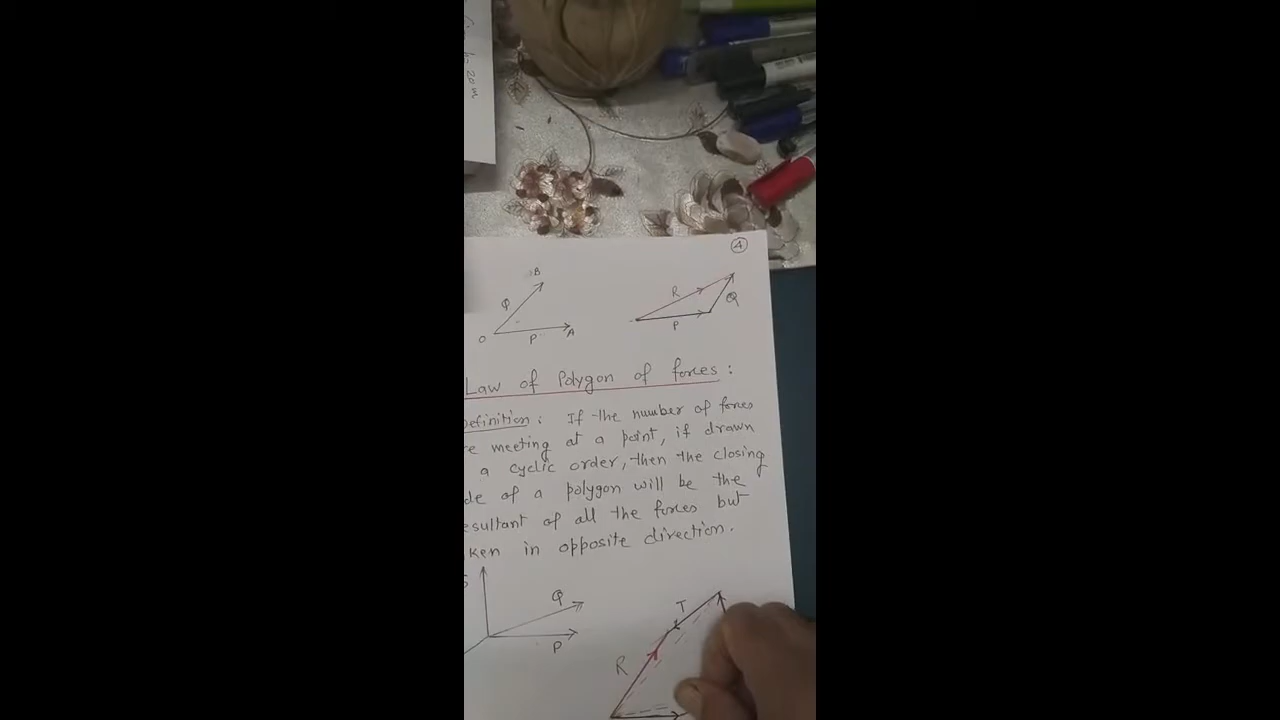 20 m
4
B
Q
O
P
A
R
P
Q
Law of Polygon of forces :
Definition : If the number of forces
re meeting at a point, if drawn
a cyclic order, then the closing
de of a polygon will be the
esultant of all the forces but
ken in opposite direction.
S
Q
P
T
R